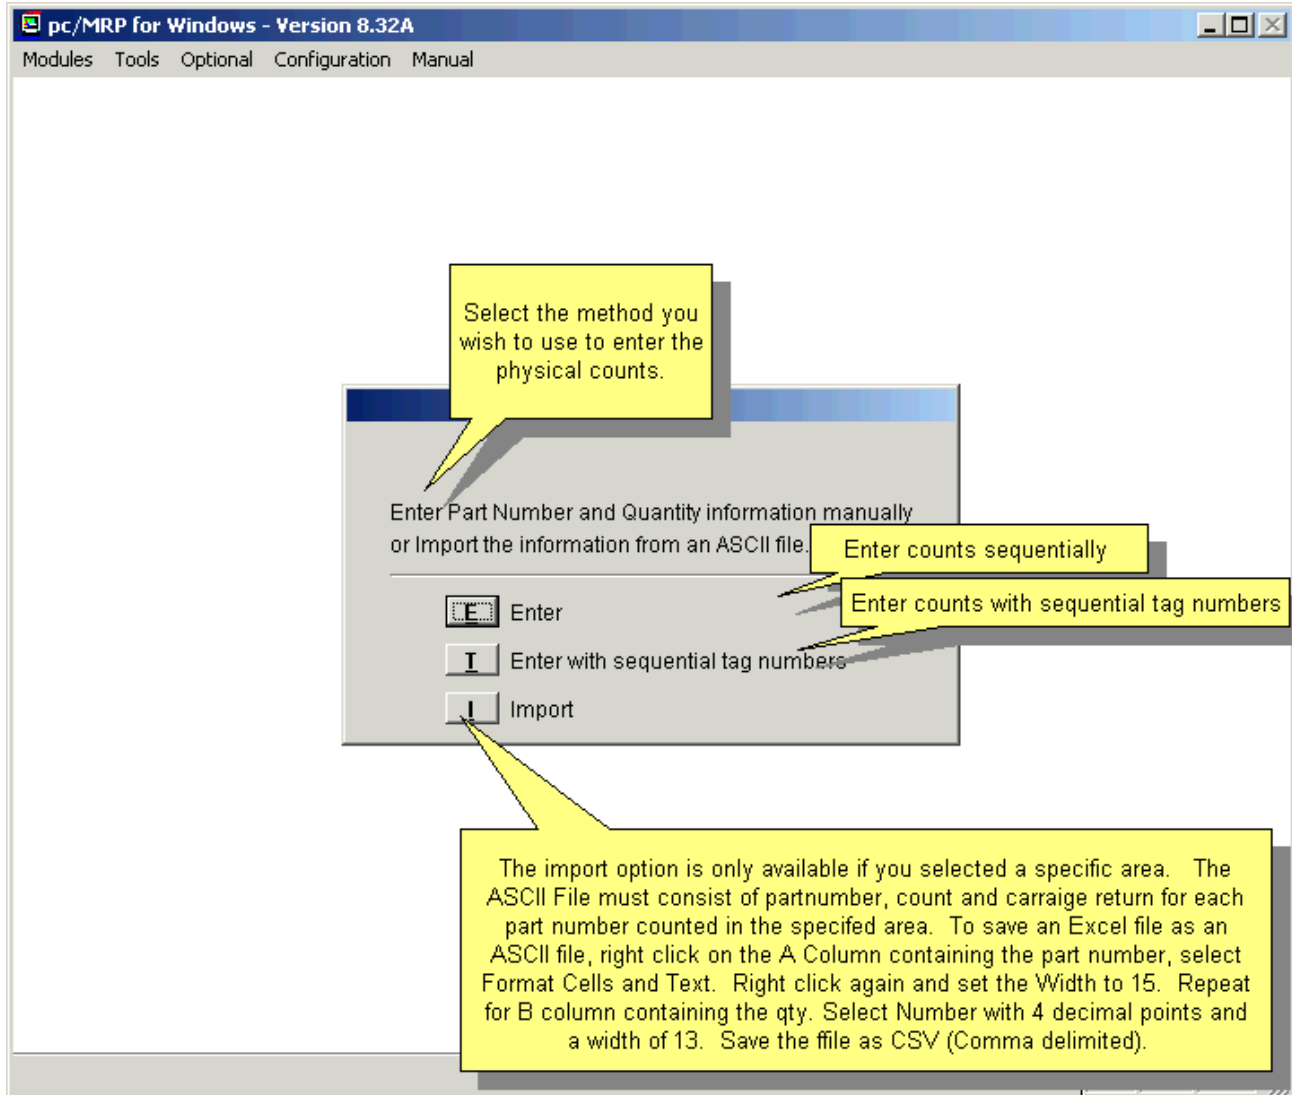 pc/MRP for Windows - Version 8.32A
Modules Tools Optional Configuration Manual
Select the method you
wish to use to enter the
physical counts.
Enter Part Number and Quantity information manually
or Import the information from an ASCII file.
Enter counts sequentially
Enter counts with sequential tag numbers
E Enter
T Enter with sequential tag numbers
I Import
The import option is only available if you selected a specific area. The
ASCII File must consist of partnumber, count and carraige return for each
part number counted in the specifed area. To save an Excel file as an
ASCII file, right click on the A Column containing the part number, select
Format Cells and Text. Right click again and set the Width to 15. Repeat
for B column containing the qty. Select Number with 4 decimal points and
a width of 13. Save the ffile as CSV (Comma delimited).